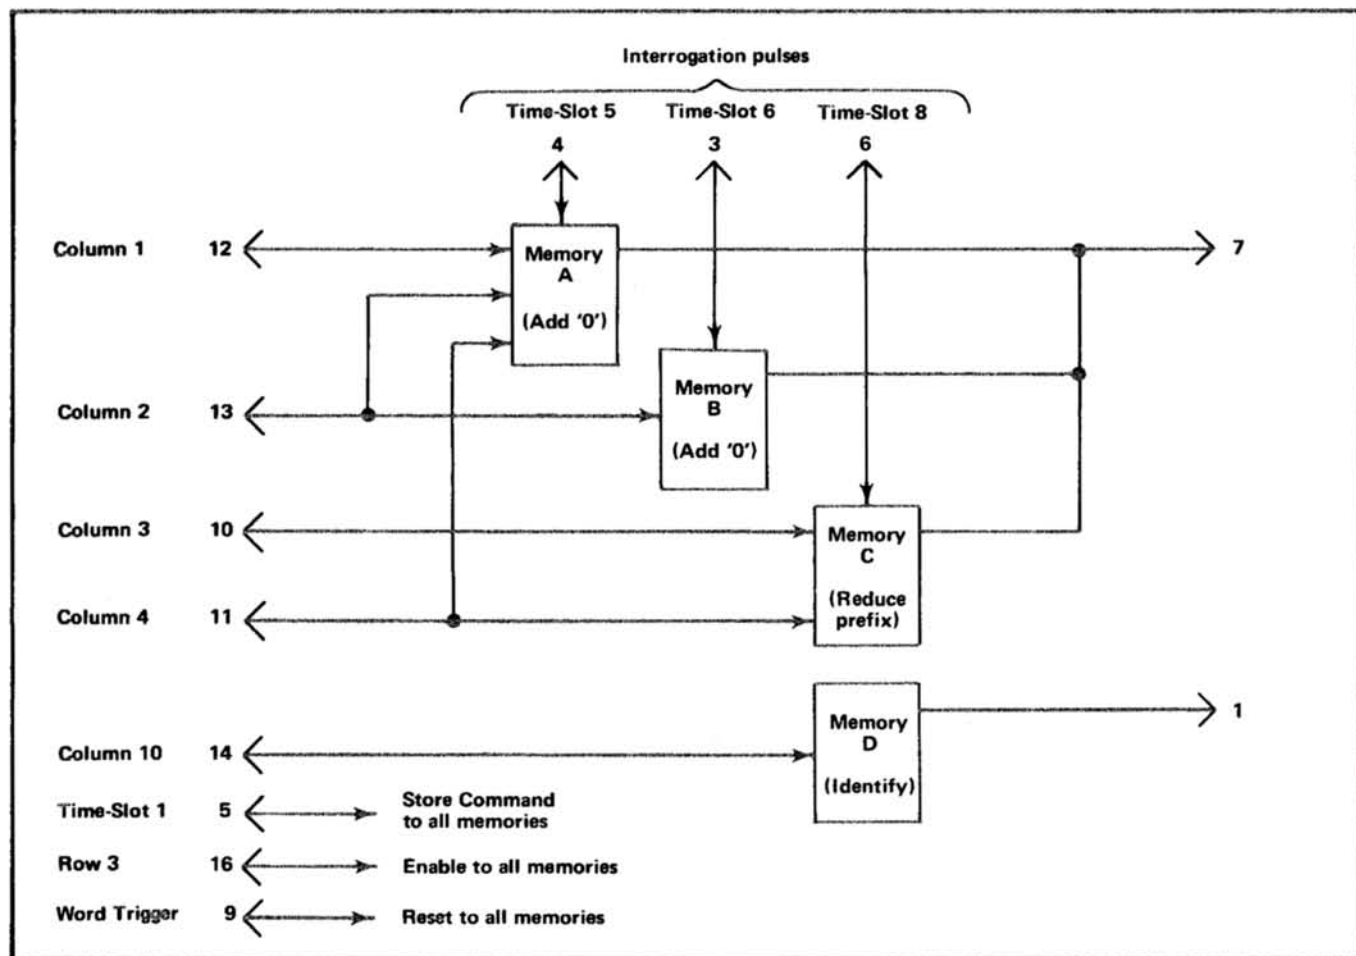 Interrogation pulses
Time-Slot 5 Time-Slot 6 Time-Slot 8
4 3 6
Column 1 12
Memory
A
(Add '0')
7
Column 2 13
Memory
B
(Add '0')
Column 3 10
Memory
C
(Reduce
prefix)
Column 4 11
Memory
D
(Identify)
1
Column 10 14
Time-Slot 1 5 Store Command
to all memories
Row 3 16 Enable to all memories
Word Trigger 9 Reset to all memories